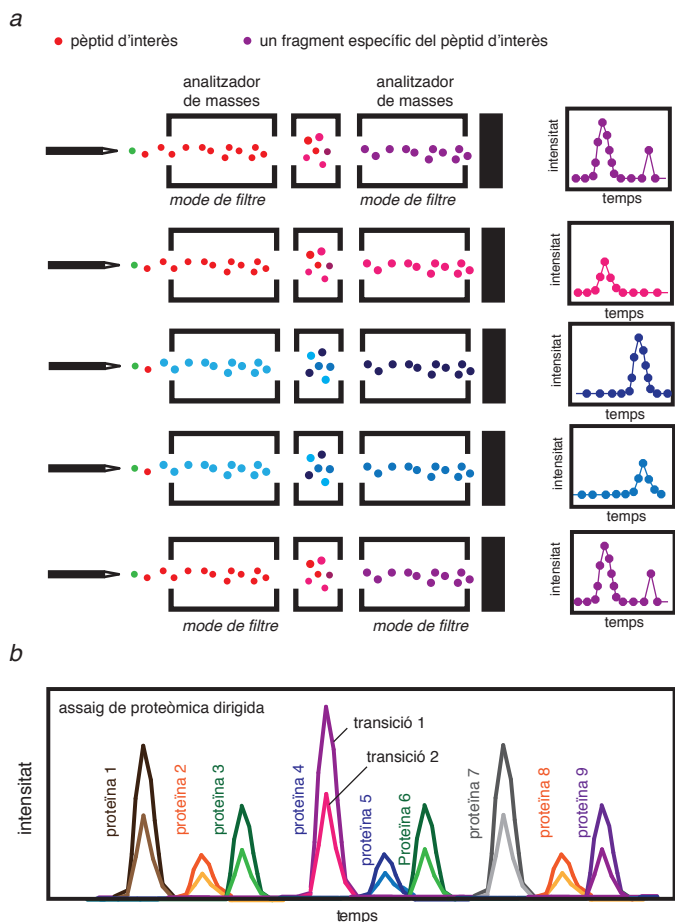 a
pèptid d'interès
un fragment específic del pèptid d'interès
analitzador
de masses
analitzador
de masses
mode de filtre
mode de filtre
intensitat
temps
intensitat
temps
intensitat
temps
intensitat
temps
intensitat
temps
mode de filtre
mode de filtre
b
assaig de proteòmica dirigida
transició 1
transició 2
proteïna 1
proteïna 2
proteïna 3
proteïna 4
proteïna 5
Proteïna 6
proteïna 7
proteïna 8
proteïna 9
intensitat
temps